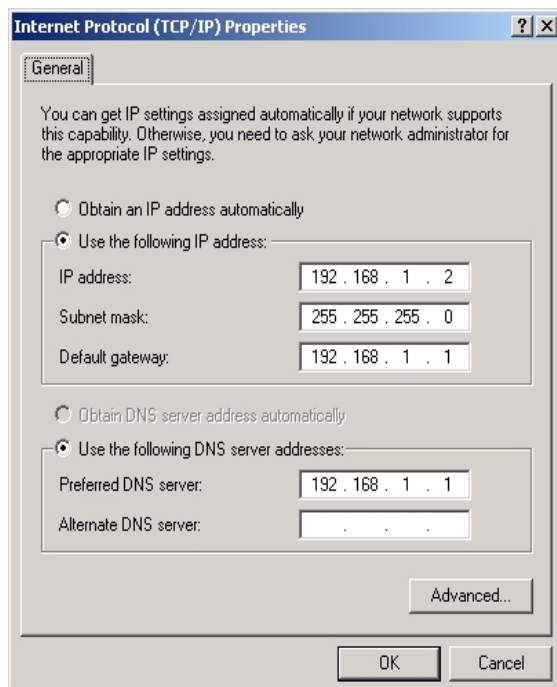 Internet Protocol (TCP/IP) Properties
General
You can get IP settings assigned automatically if your network supports
this capability. Otherwise, you need to ask your network administrator for
the appropriate IP settings.
Obtain an IP address automatically
Use the following IP address:
IP address: 192 . 168 . 1 . 2
Subnet mask: 255 . 255 . 255 . 0
Default gateway: 192 . 168 . 1 . 1
Obtain DNS server address automatically
Use the following DNS server addresses:
Preferred DNS server: 192 . 168 . 1 . 1
Alternate DNS server: . . .
Advanced...
OK Cancel